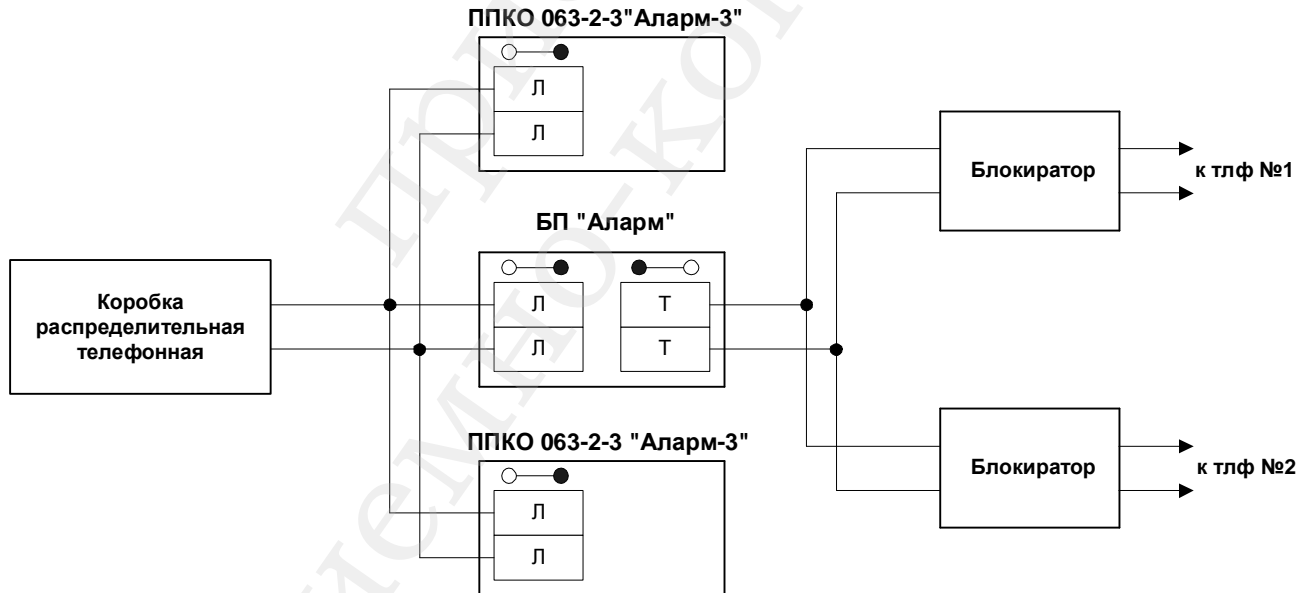 ППКО 063-2-3"Аларм-3"
Л
Л
Блокиратор
к тлф №1
БП "Аларм"
Коробка
распределительная
телефонная
Л
Т
Л
Т
ППКО 063-2-3 "Аларм-3"
Л
Л
Блокиратор
к тлф №2